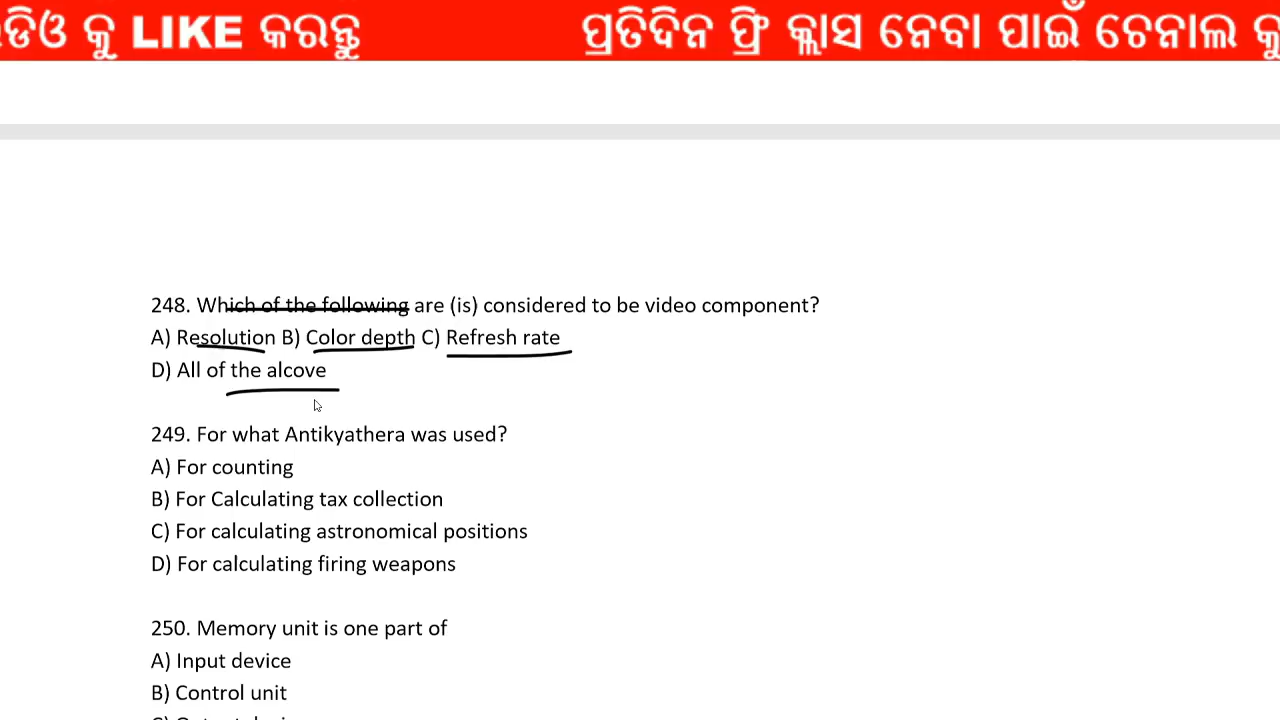 ଡିଓ କୁ LIKE କରନ୍ତୁ ପ୍ରତିଦିନ ଫ୍ରି କ୍ଲାସ ନେବା ପାଇଁ ଚେନାଲ କୁ
248. Which of the following are (is) considered to be video component?
A) Resolution B) Color depth C) Refresh rate
D) All of the alcove
249. For what Antikyathera was used?
A) For counting
B) For Calculating tax collection
C) For calculating astronomical positions
D) For calculating firing weapons
250. Memory unit is one part of
A) Input device
B) Control unit